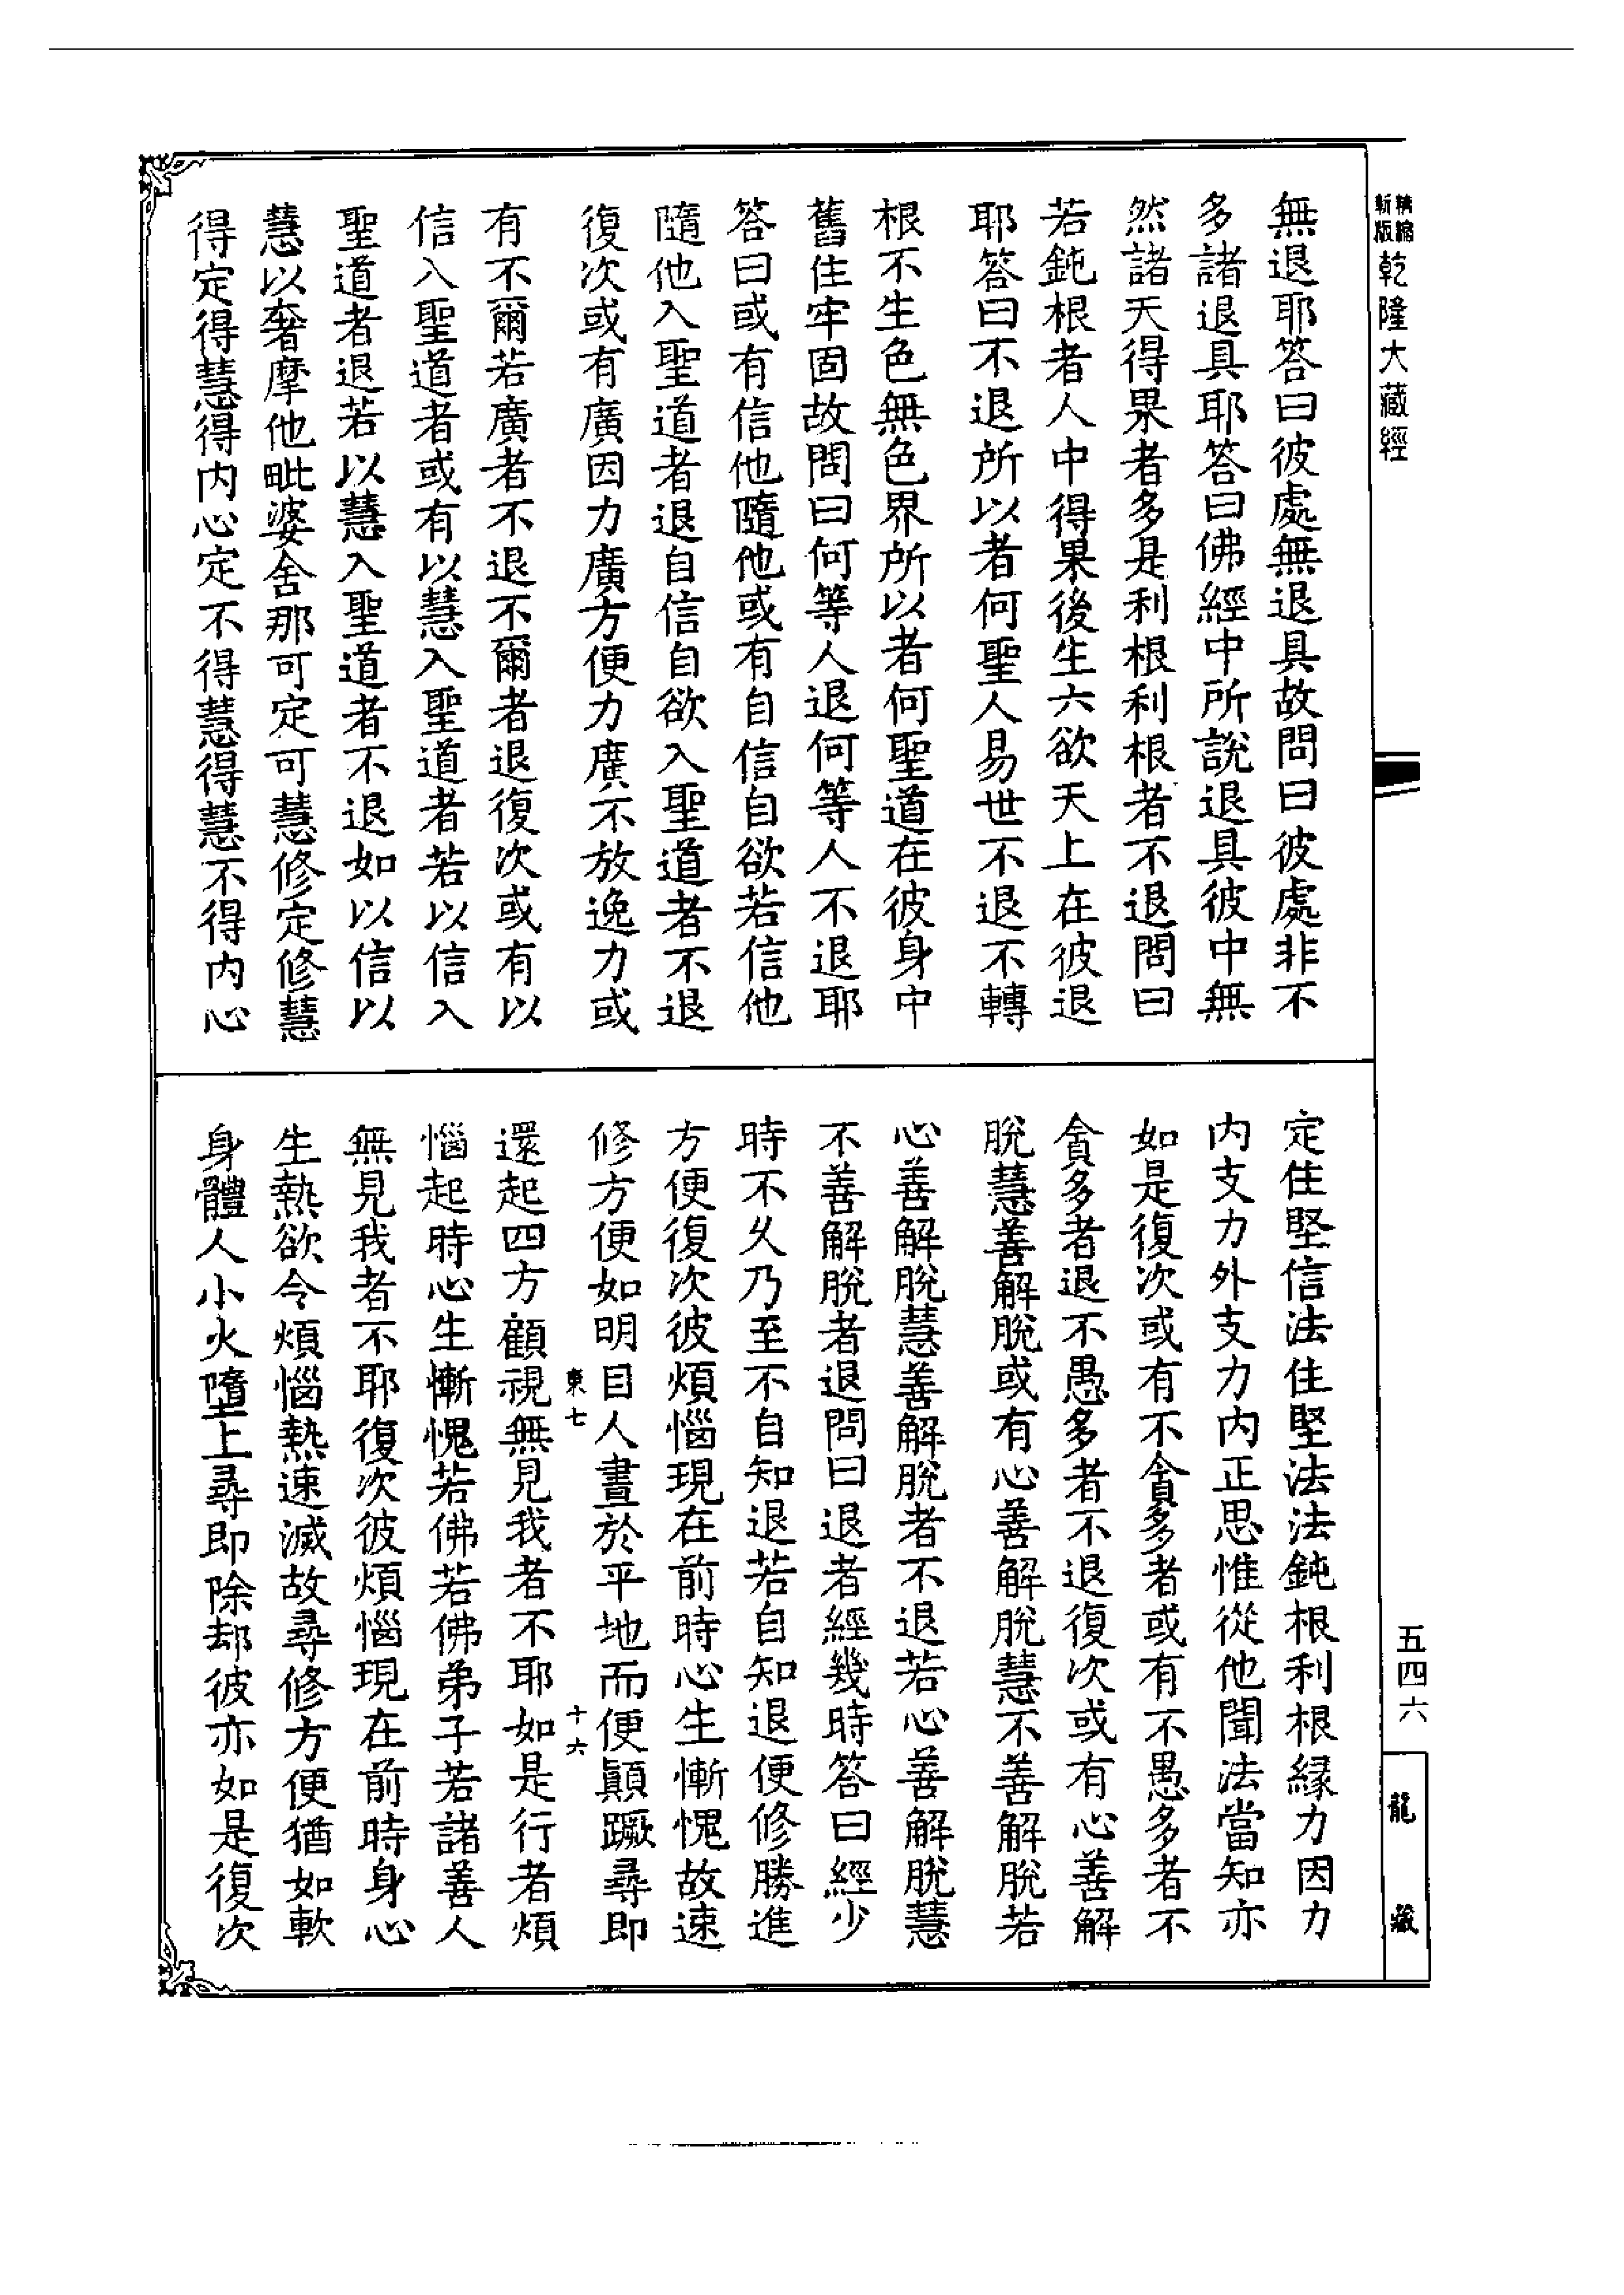 精縮新版乾隆大藏經
無退耶答曰彼處無退具故問曰彼處非不
多諸退具耶答曰佛經中所說退具彼中無
然諸天得果者多是利根利根者不退問曰
若鈍根者人中得果後生六欲天上在彼退
耶答曰不退所以者何聖人易世不退不轉
根不生色無色界所以者何聖道在彼身中
舊住牢固故問曰何等人退何等人不退耶
答曰或有信他隨他或有自信自欲若信他
隨他入聖道者退自信自欲入聖道者不退
復次或有廣因力廣方便力廣不放逸力或
有不爾若廣者不退不爾者退復次或有以
信入聖道者或有以慧入聖道者若以信入
聖道者退若以慧入聖道者不退如以信以
慧以奢摩他毗婆舍那可定可慧修定修慧
得定得慧得內心定不得慧得慧不得內心
定住堅信法住堅法法鈍根利根緣力因力
內支力外支力內正思惟從他聞法當知亦
如是復次或有不貪多者或有不愚多者不
貪多者退不愚多者不退復次或有心善解
脫慧善解脫或有心善解脫慧不善解脫若
心善解脫慧善解脫者不退若心善解脫慧
不善解脫者退問曰退者經幾時答曰經少
時不久乃至不自知退若自知退便修勝進
方便復次彼煩惱現在前時心生慚愧故速
修方便如明目人晝於平地而便顛蹶尋即
東七 十六
還起四方顧視無見我者不耶如是行者煩
惱起時心生慚愧若佛若佛弟子若諸善人
無見我者不耶復次彼煩惱現在前時身心
生熱欲令煩惱熱速滅故尋修方便猶如軟
身體人小火墮上尋即除却彼亦如是復次
五四六
龍藏